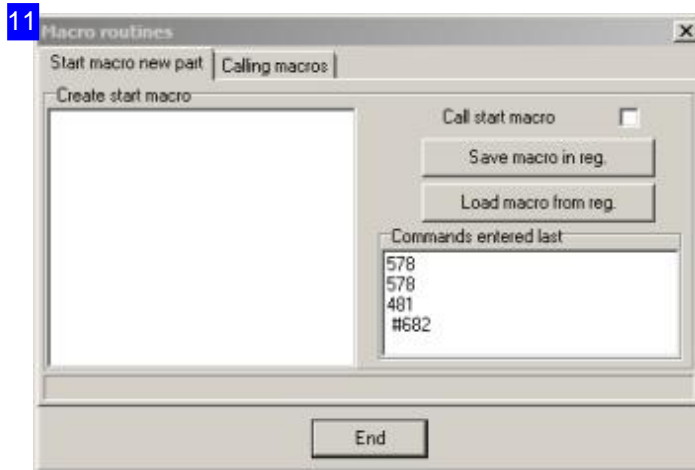 11
Macro routines
Start macro new part
Calling macros
Create start macro
Call start macro
Save macro in reg.
Load macro from reg.
Commands entered last
578
578
481
#682
End